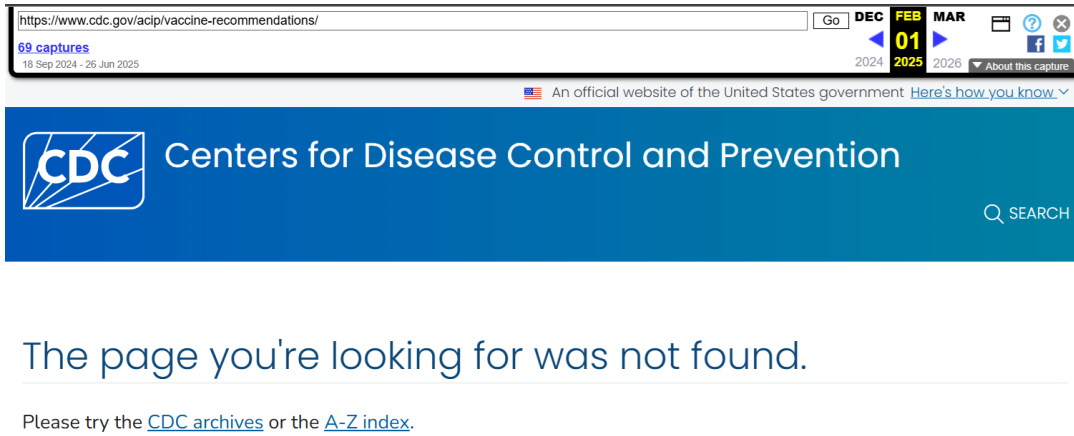 https://www.cdc.gov/acip/vaccine-recommendations/ Go DEC FEB MAR
69 captures 01
18 Sep 2024 - 26 Jun 2025 2024 2025 2026 About this capture
An official website of the United States government Here's how you know
CDC Centers for Disease Control and Prevention
SEARCH
The page you're looking for was not found.
Please try the CDC archives or the A-Z index.